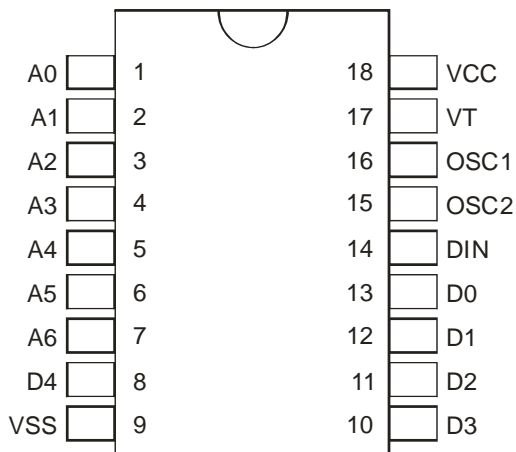 A0 1 18 VCC
A1 2 17 VT
A2 3 16 OSC1
A3 4 15 OSC2
A4 5 14 DIN
A5 6 13 D0
A6 7 12 D1
D4 8 11 D2
VSS 9 10 D3